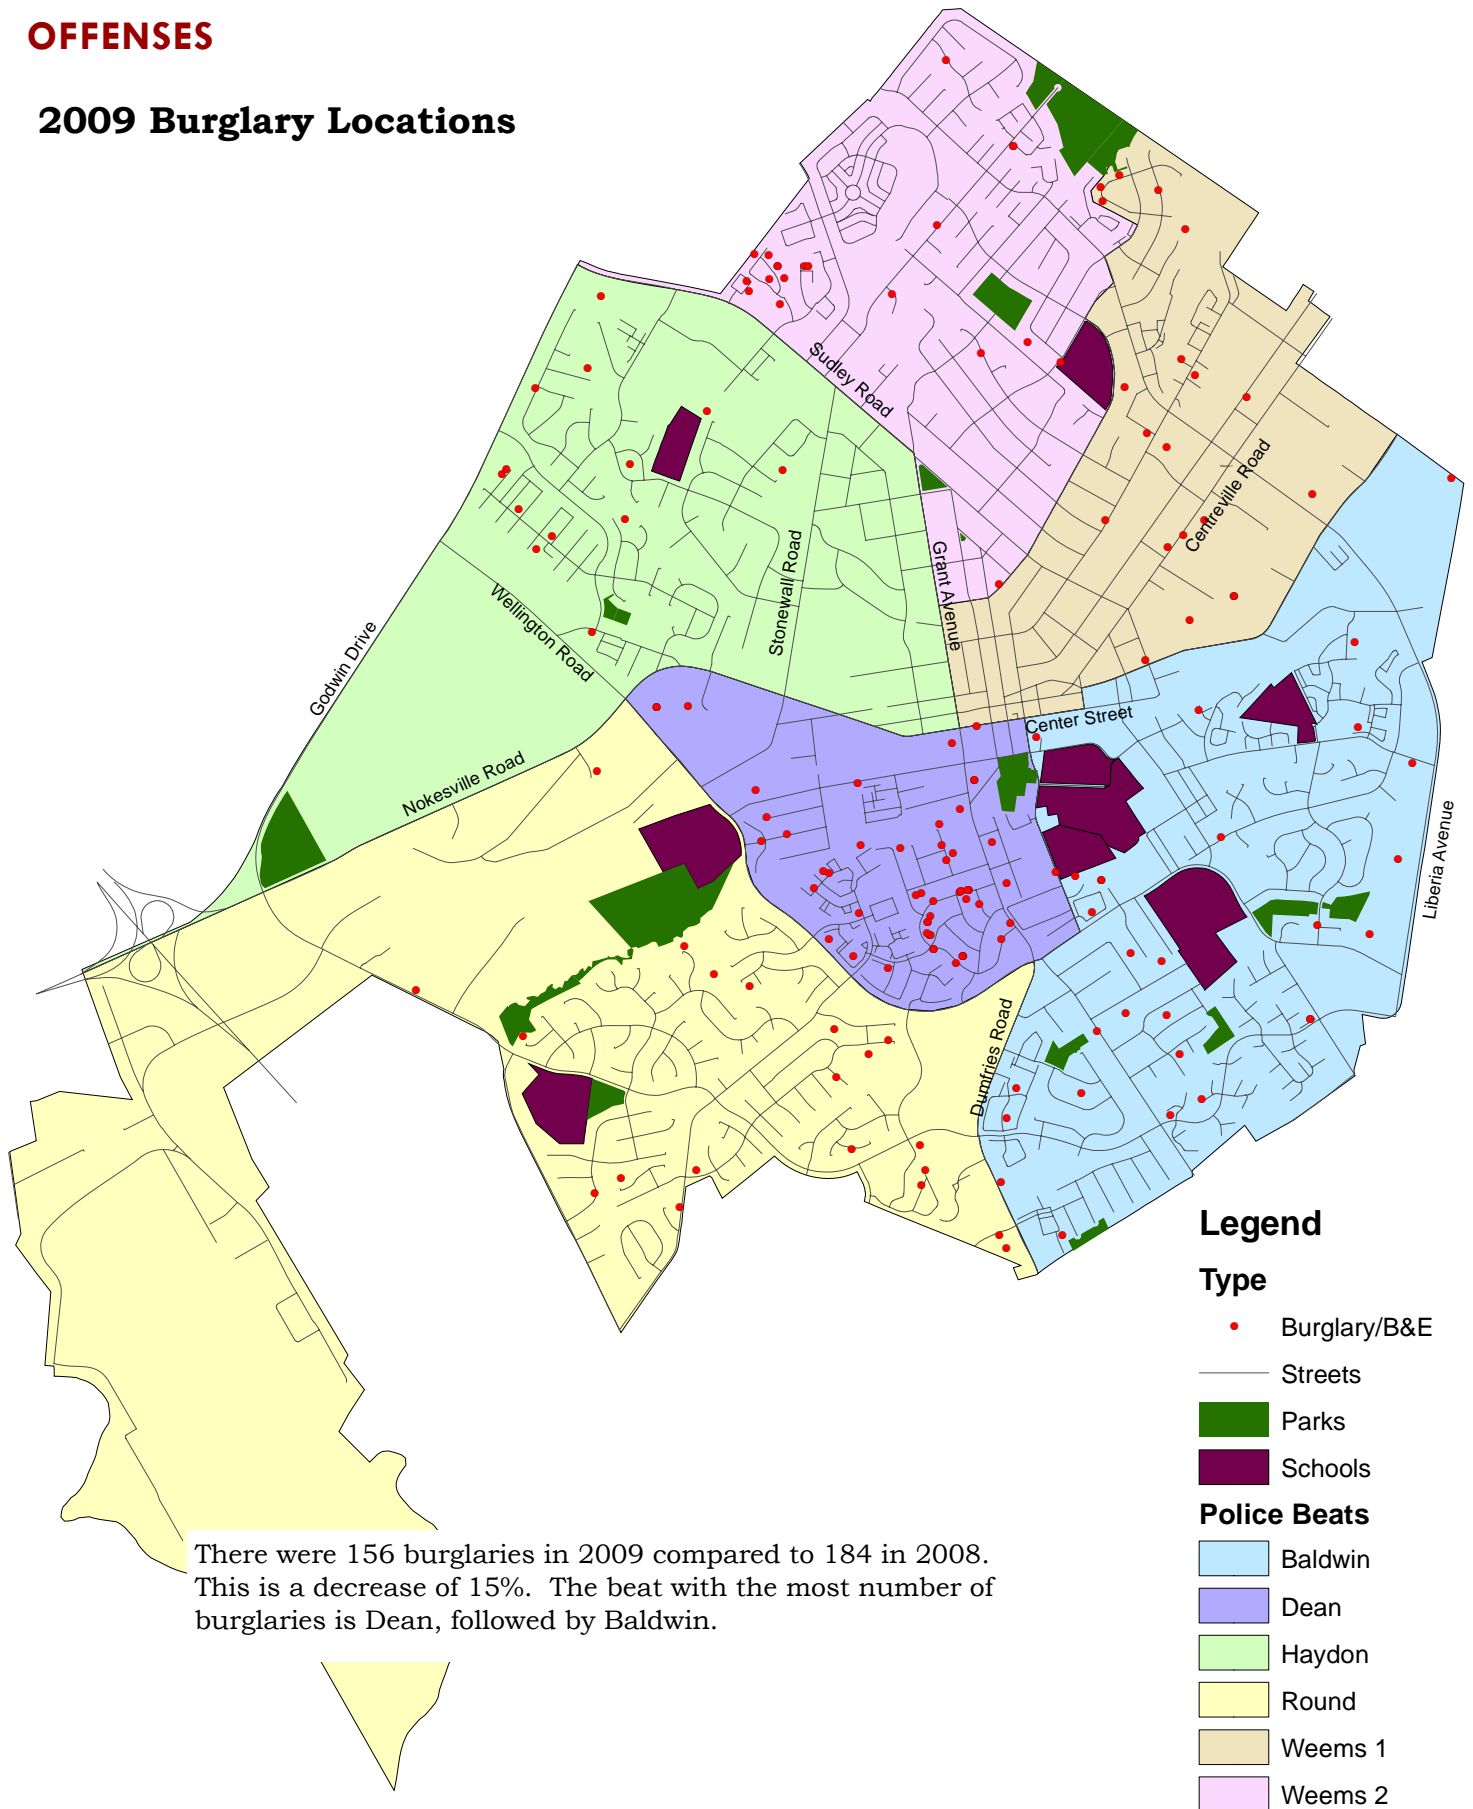 OFFENSES
2009 Burglary Locations
Sudley Road
Centreville Road
Grant Avenue
Stonewall Road
Wellington Road
Godwin Drive
Center Street
Nokesville Road
Liberia Avenue
Dumfries Road
Legend
Type
Burglary/B&E
Streets
Parks
Schools
Police Beats
Baldwin
Dean
Haydon
Round
Weems 1
Weems 2
There were 156 burglaries in 2009 compared to 184 in 2008.
This is a decrease of 15%.  The beat with the most number of
burglaries is Dean, followed by Baldwin.